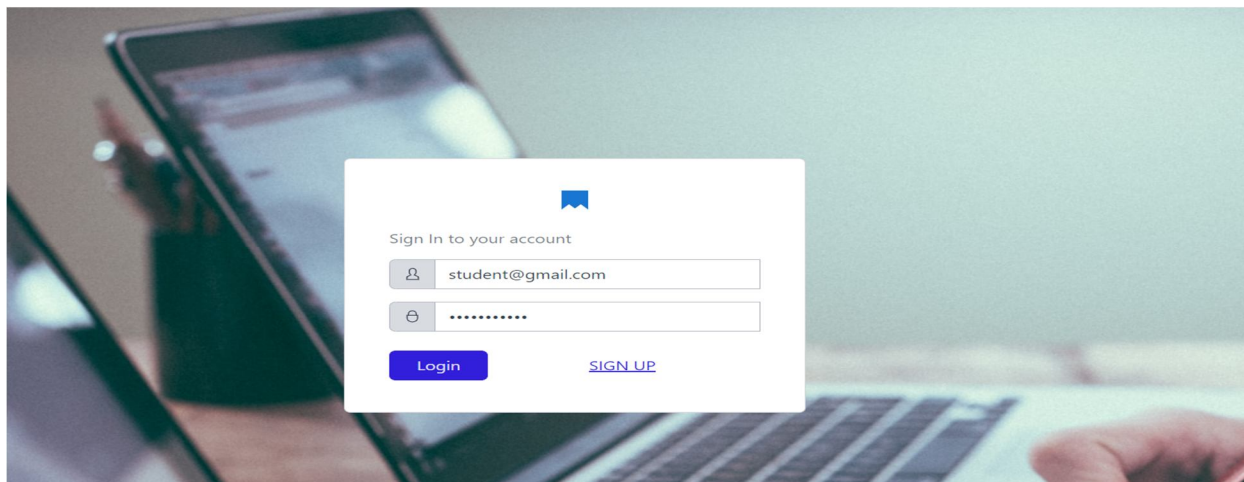 Sign In to your account
student@gmail.com
•••••••••••
Login SIGN UP